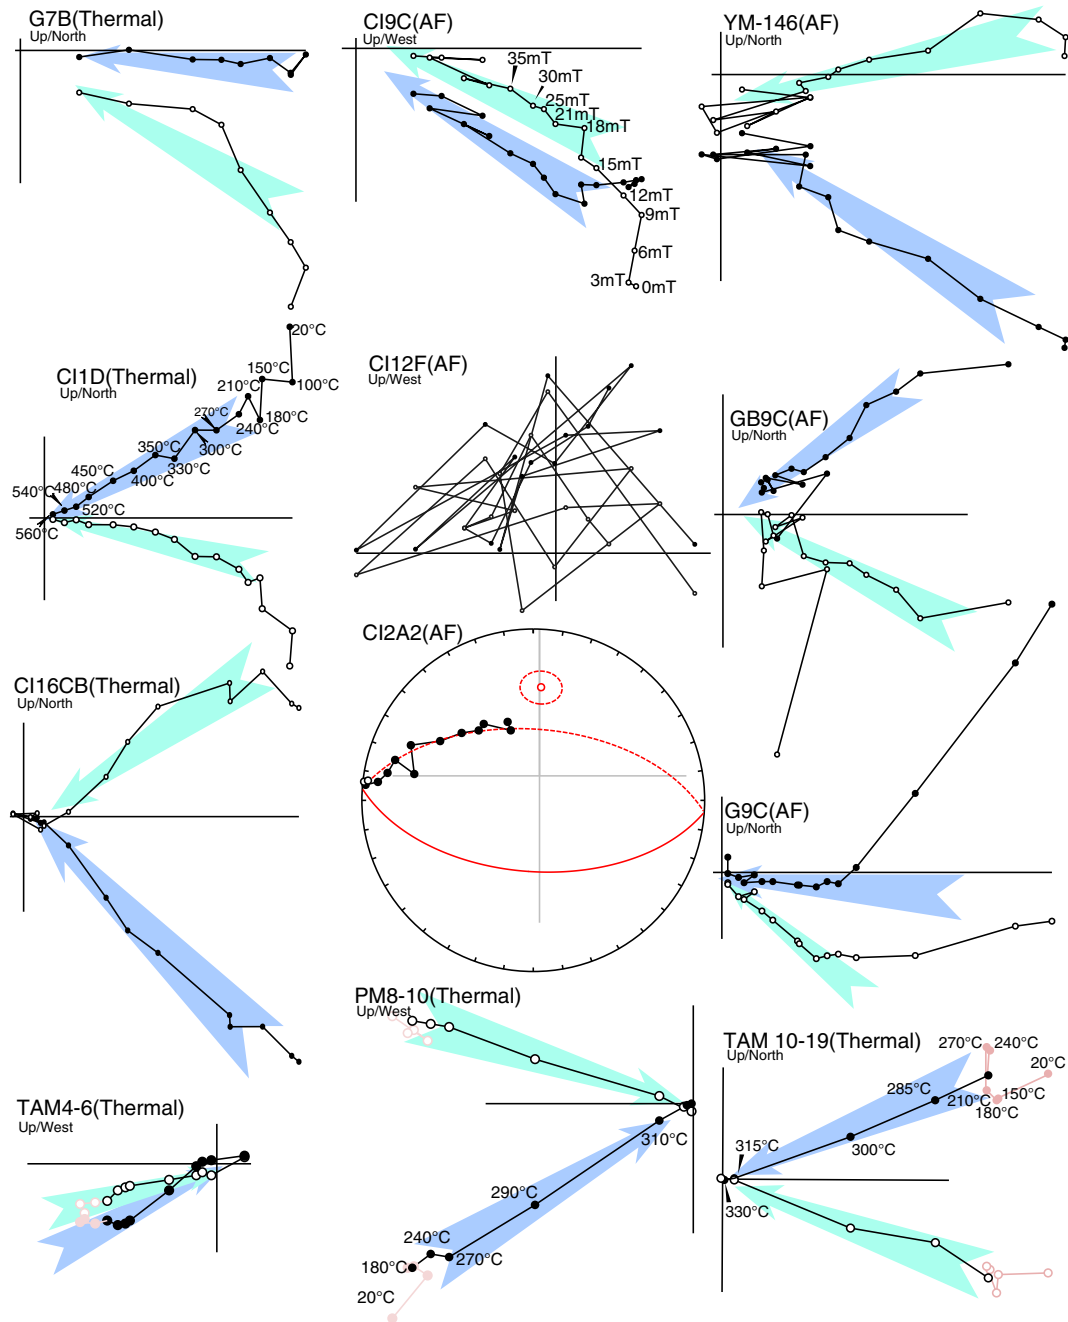 G7B(Thermal)
Up/North
CI9C(AF)
Up/West
35mT
30mT
25mT
21mT
18mT
15mT
12mT
9mT
6mT
3mT
0mT
YM-146(AF)
Up/North
CI1D(Thermal)
Up/North
20°C
150°C
100°C
210°C
180°C
270°C
240°C
300°C
350°C
330°C
450°C
400°C
540°C
480°C
520°C
560°C
CI12F(AF)
Up/West
GB9C(AF)
Up/North
CI2A2(AF)
CI16CB(Thermal)
Up/North
G9C(AF)
Up/North
PM8-10(Thermal)
Up/West
310°C
290°C
240°C
270°C
180°C
20°C
TAM 10-19(Thermal)
Up/North
270°C
240°C
20°C
285°C
210°C
150°C
180°C
315°C
300°C
330°C
TAM4-6(Thermal)
Up/West